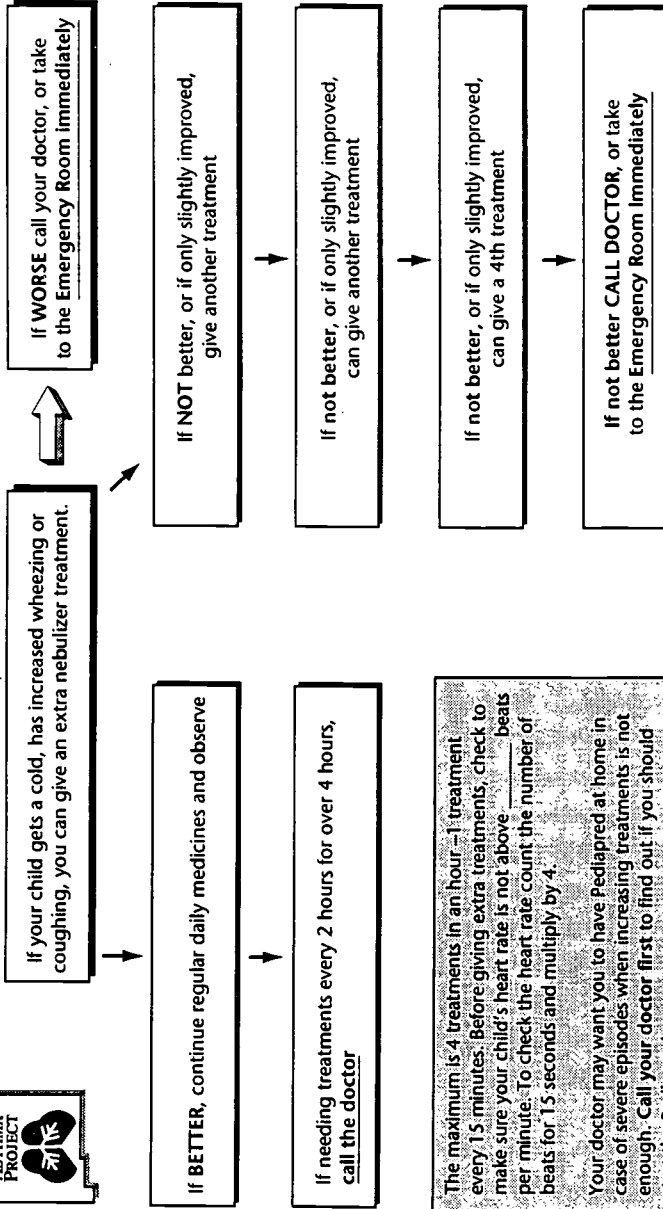 PROJECT
If your child gets a cold, has increased wheezing or
coughing, you can give an extra nebulizer treatment.
If WORSE call your doctor, or take
to the Emergency Room immediately
If BETTER, continue regular daily medicines and observe
If needing treatments every 2 hours for over 4 hours,
call the doctor
If NOT better, or if only slightly improved,
give another treatment
If not better, or if only slightly improved,
can give another treatment
If not better, or if only slightly improved,
can give a 4th treatment
If not better CALL DOCTOR, or take
to the Emergency Room Immediately
The maximum is 4 treatments in an hour –1 treatment
every 15 minutes. Before giving extra treatments, check to
make sure your child's heart rate is not above ______ beats
per minute. To check the heart rate count the number of
beats for 15 seconds and multiply by 4.
Your doctor may want you to have Pediapred at home in
case of severe episodes when increasing treatments is not
enough. Call your doctor first to find out if you should